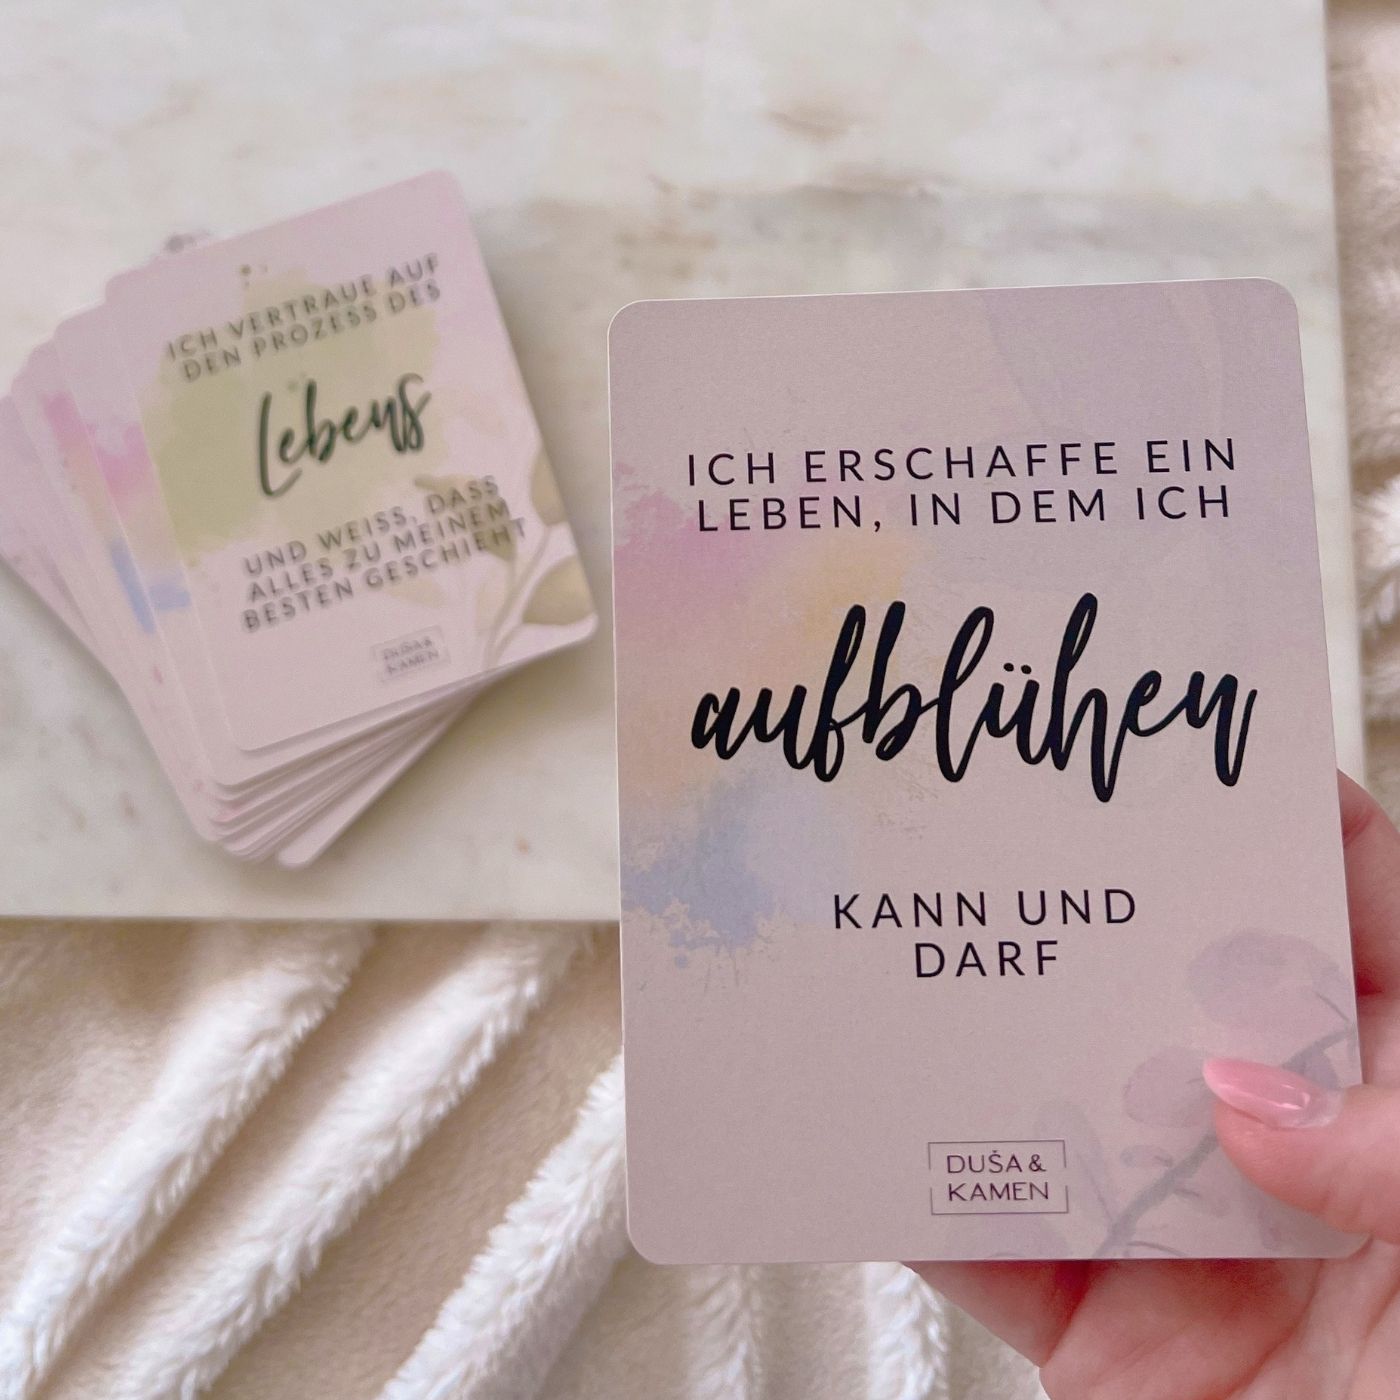 ICH VERTRAUE AUF
DEN PROZESS DES
Lebens
UND WEISS, DASS
ALLES ZU MEINEM
BESTEN GESCHIEHT
DUŠA &
KAMEN
ICH ERSCHAFFE EIN
LEBEN, IN DEM ICH
aufblühen
KANN UND
DARF
DUŠA &
KAMEN